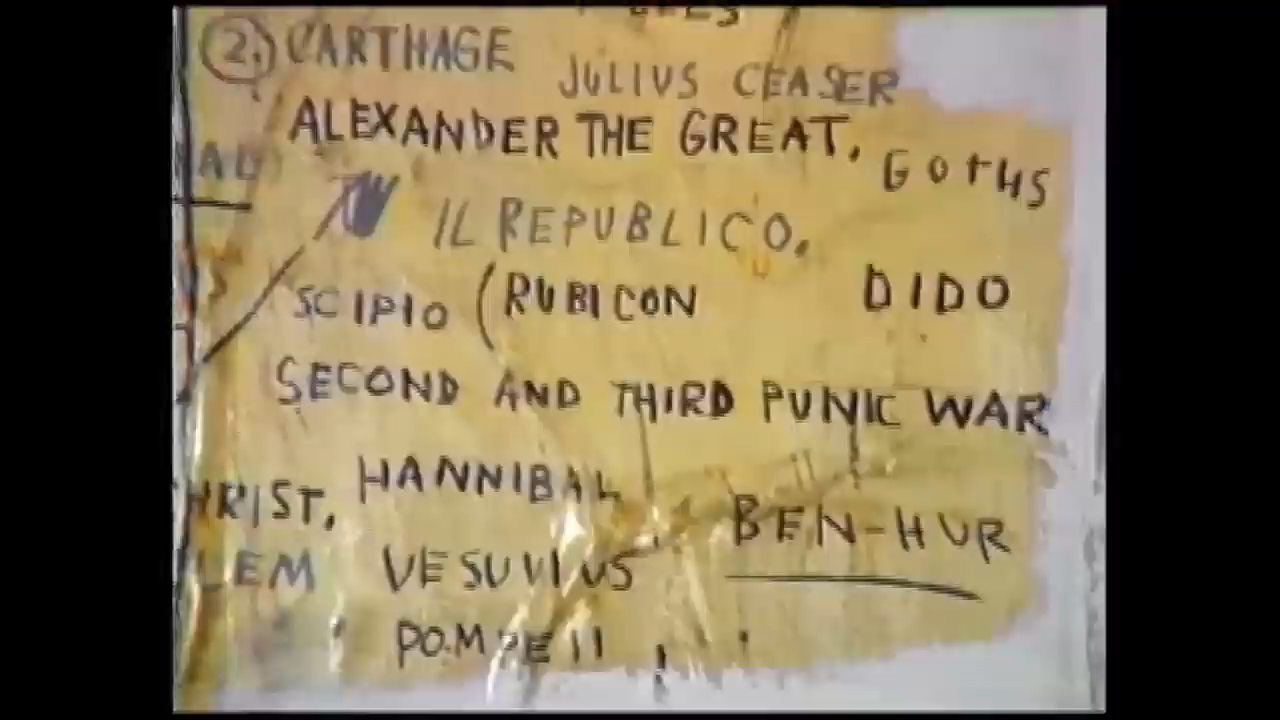 2. CARTHAGE
JULIUS CEASER
ALEXANDER THE GREAT,
GOTHS
IL REPUBLICO.
SCIPIO (RUBICON DIDO
SECOND AND THIRD PUNIC WAR
HRIST, HANNIBAL
BEN-HUR
LEM VESUVIUS
POMPEII